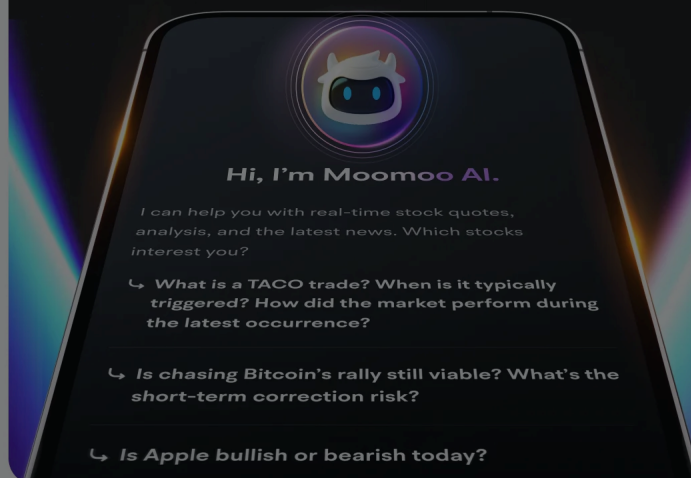 Hi, I'm Moomoo AI.
I can help you with real-time stock quotes,
analysis, and the latest news. Which stocks
interest you?
What is a TACO trade? When is it typically
triggered? How did the market perform during
the latest occurrence?
Is chasing Bitcoin's rally still viable? What's the
short-term correction risk?
Is Apple bullish or bearish today?